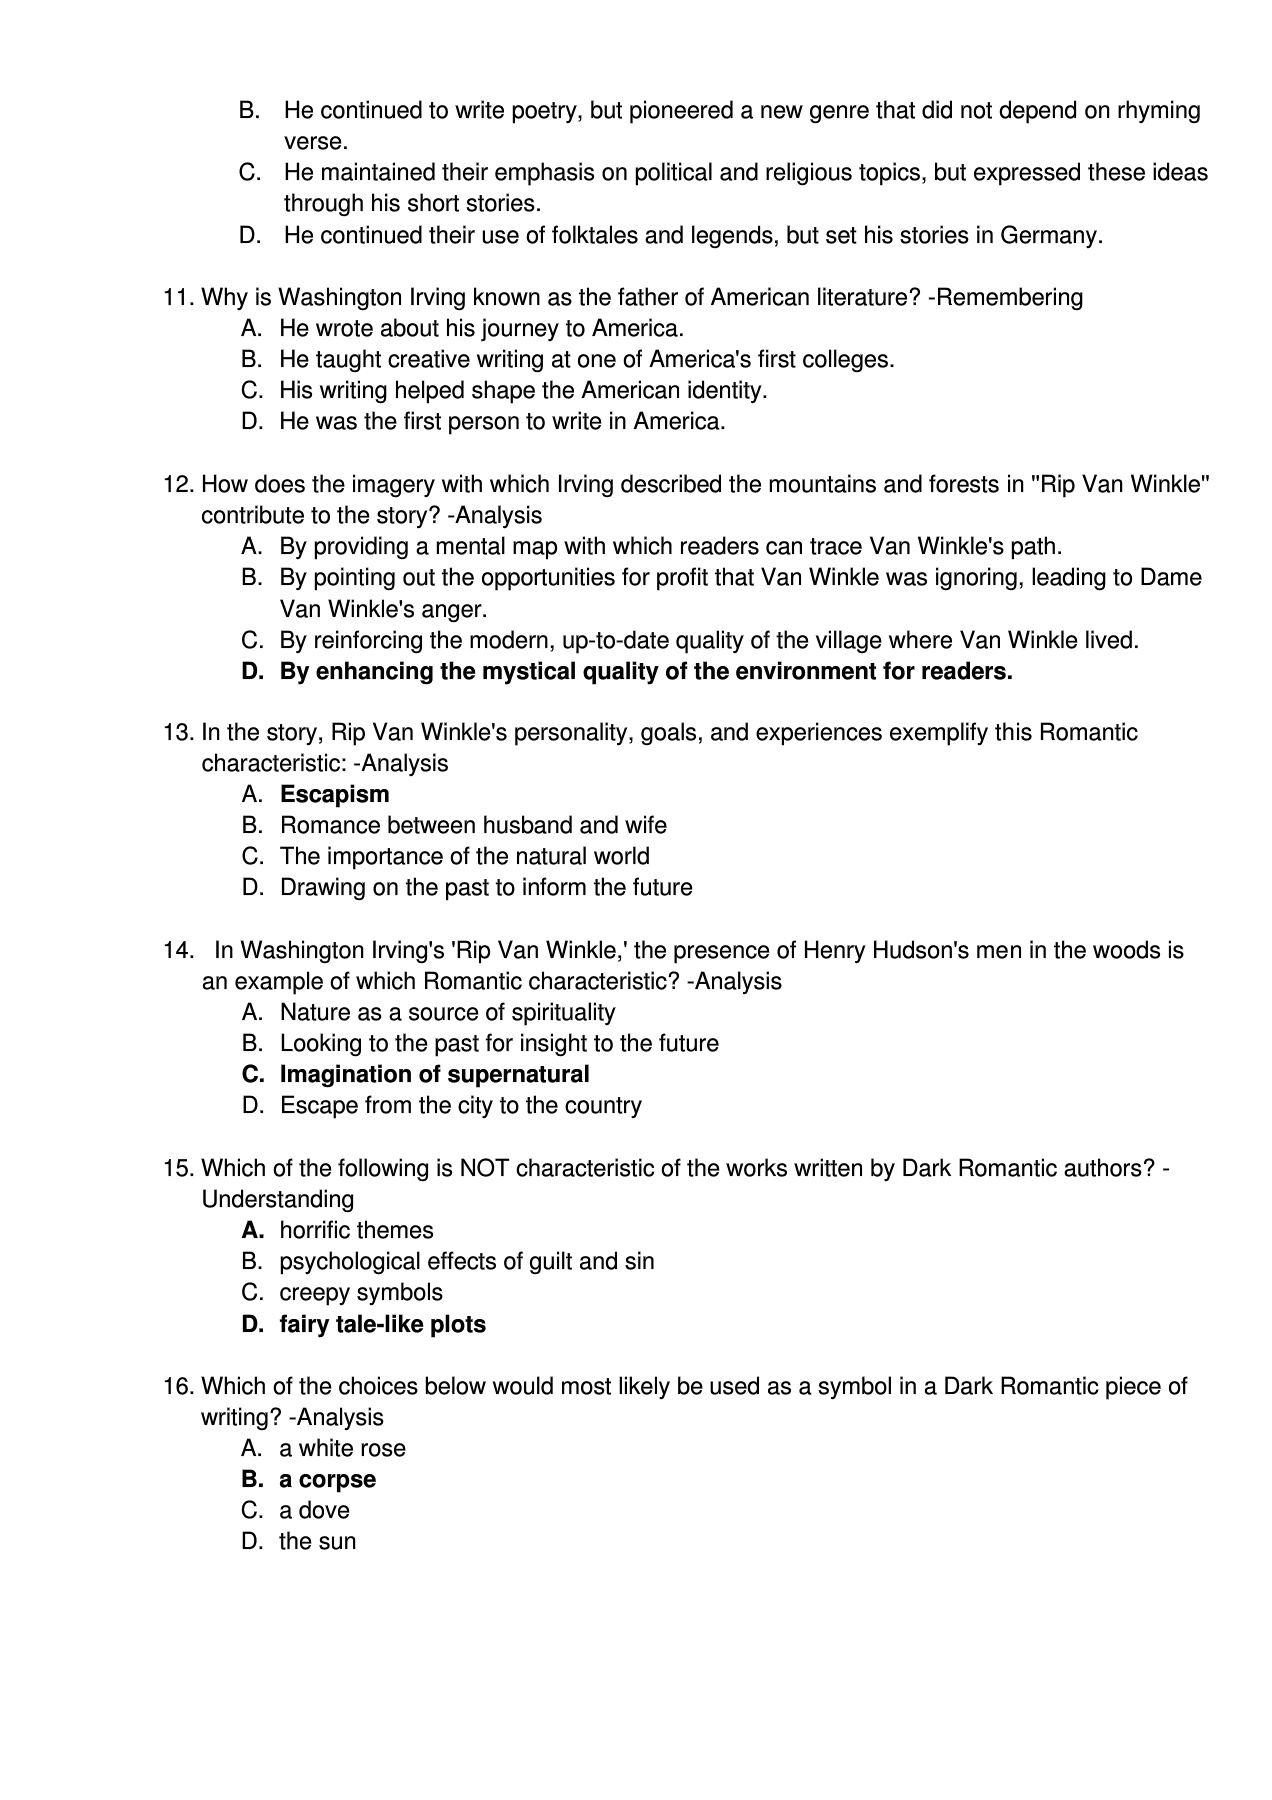 B. He continued to write poetry, but pioneered a new genre that did not depend on rhyming
verse.
C. He maintained their emphasis on political and religious topics, but expressed these ideas
through his short stories.
D. He continued their use of folktales and legends, but set his stories in Germany.
11. Why is Washington Irving known as the father of American literature? -Remembering
A. He wrote about his journey to America.
B. He taught creative writing at one of America's first colleges.
C. His writing helped shape the American identity.
D. He was the first person to write in America.
12. How does the imagery with which Irving described the mountains and forests in "Rip Van Winkle"
contribute to the story? -Analysis
A. By providing a mental map with which readers can trace Van Winkle's path.
B. By pointing out the opportunities for profit that Van Winkle was ignoring, leading to Dame
Van Winkle's anger.
C. By reinforcing the modern, up-to-date quality of the village where Van Winkle lived.
D. By enhancing the mystical quality of the environment for readers.
13. In the story, Rip Van Winkle's personality, goals, and experiences exemplify this Romantic
characteristic: -Analysis
A. Escapism
B. Romance between husband and wife
C. The importance of the natural world
D. Drawing on the past to inform the future
14. In Washington Irving's 'Rip Van Winkle,' the presence of Henry Hudson's men in the woods is
an example of which Romantic characteristic? -Analysis
A. Nature as a source of spirituality
B. Looking to the past for insight to the future
C. Imagination of supernatural
D. Escape from the city to the country
15. Which of the following is NOT characteristic of the works written by Dark Romantic authors? -
Understanding
A. horrific themes
B. psychological effects of guilt and sin
C. creepy symbols
D. fairy tale-like plots
16. Which of the choices below would most likely be used as a symbol in a Dark Romantic piece of
writing? -Analysis
A. a white rose
B. a corpse
C. a dove
D. the sun